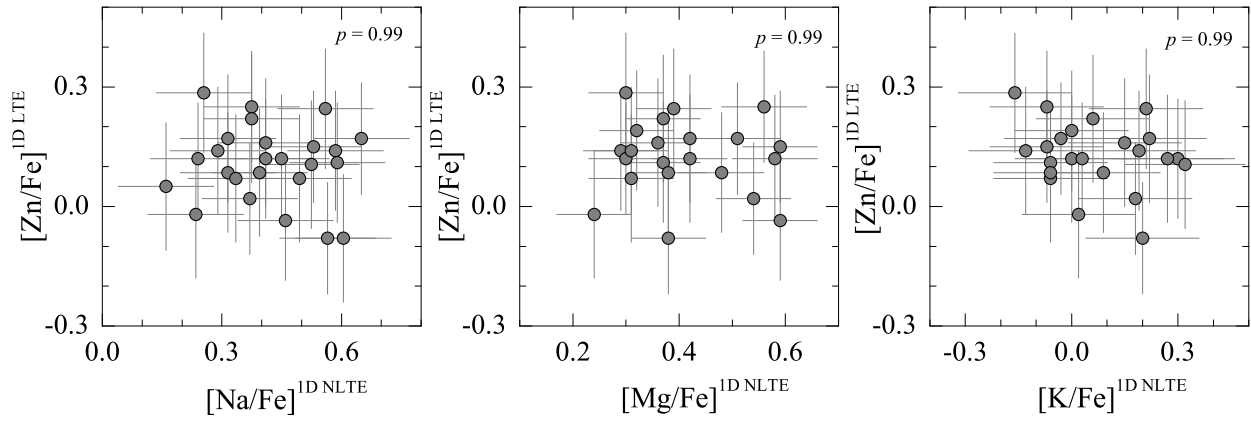 p = 0.99
0.3
0.0
-0.3
[Zn/Fe]1D LTE
0.0 0.3 0.6
[Na/Fe]1D NLTE
p = 0.99
0.3
0.0
-0.3
[Zn/Fe]1D LTE
0.2 0.4 0.6
[Mg/Fe]1D NLTE
p = 0.99
0.3
0.0
-0.3
[Zn/Fe]1D LTE
-0.3 0.0 0.3
[K/Fe]1D NLTE